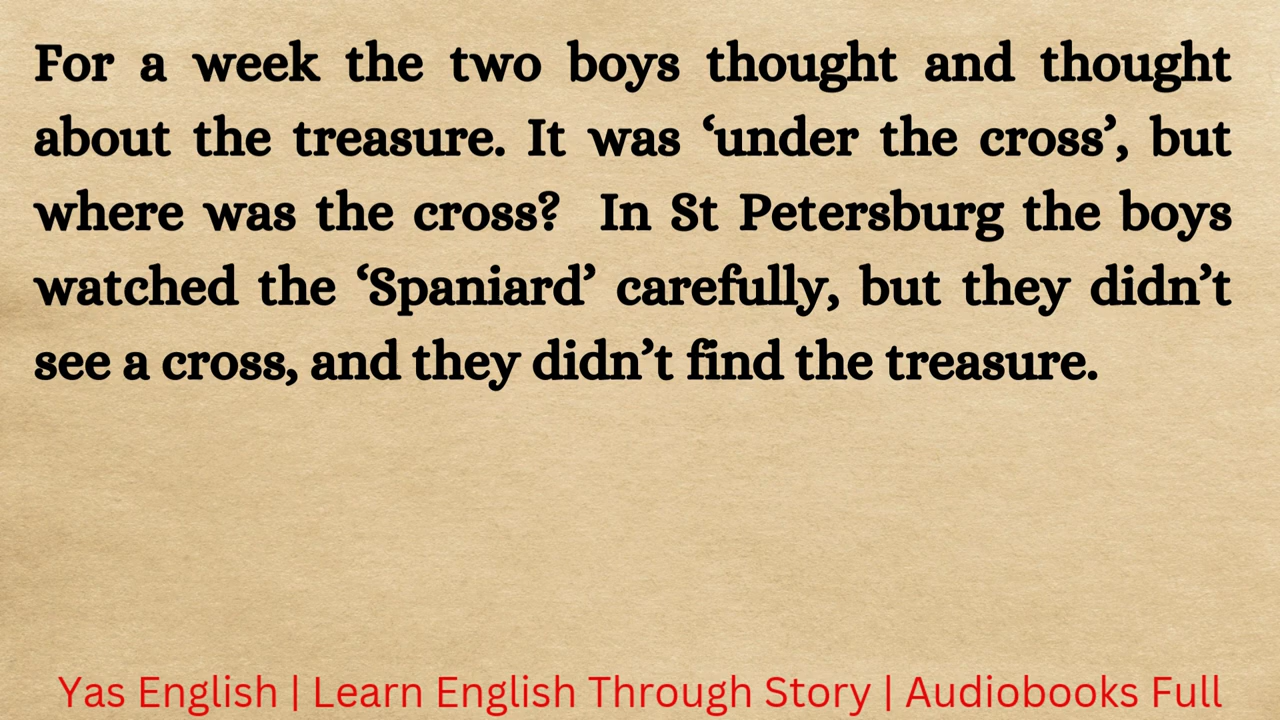 For a week the two boys thought and thought
about the treasure. It was ‘under the cross’, but
where was the cross?  In St Petersburg the boys
watched the ‘Spaniard’ carefully, but they didn’t
see a cross, and they didn’t find the treasure.
Yas English | Learn English Through Story | Audiobooks Full